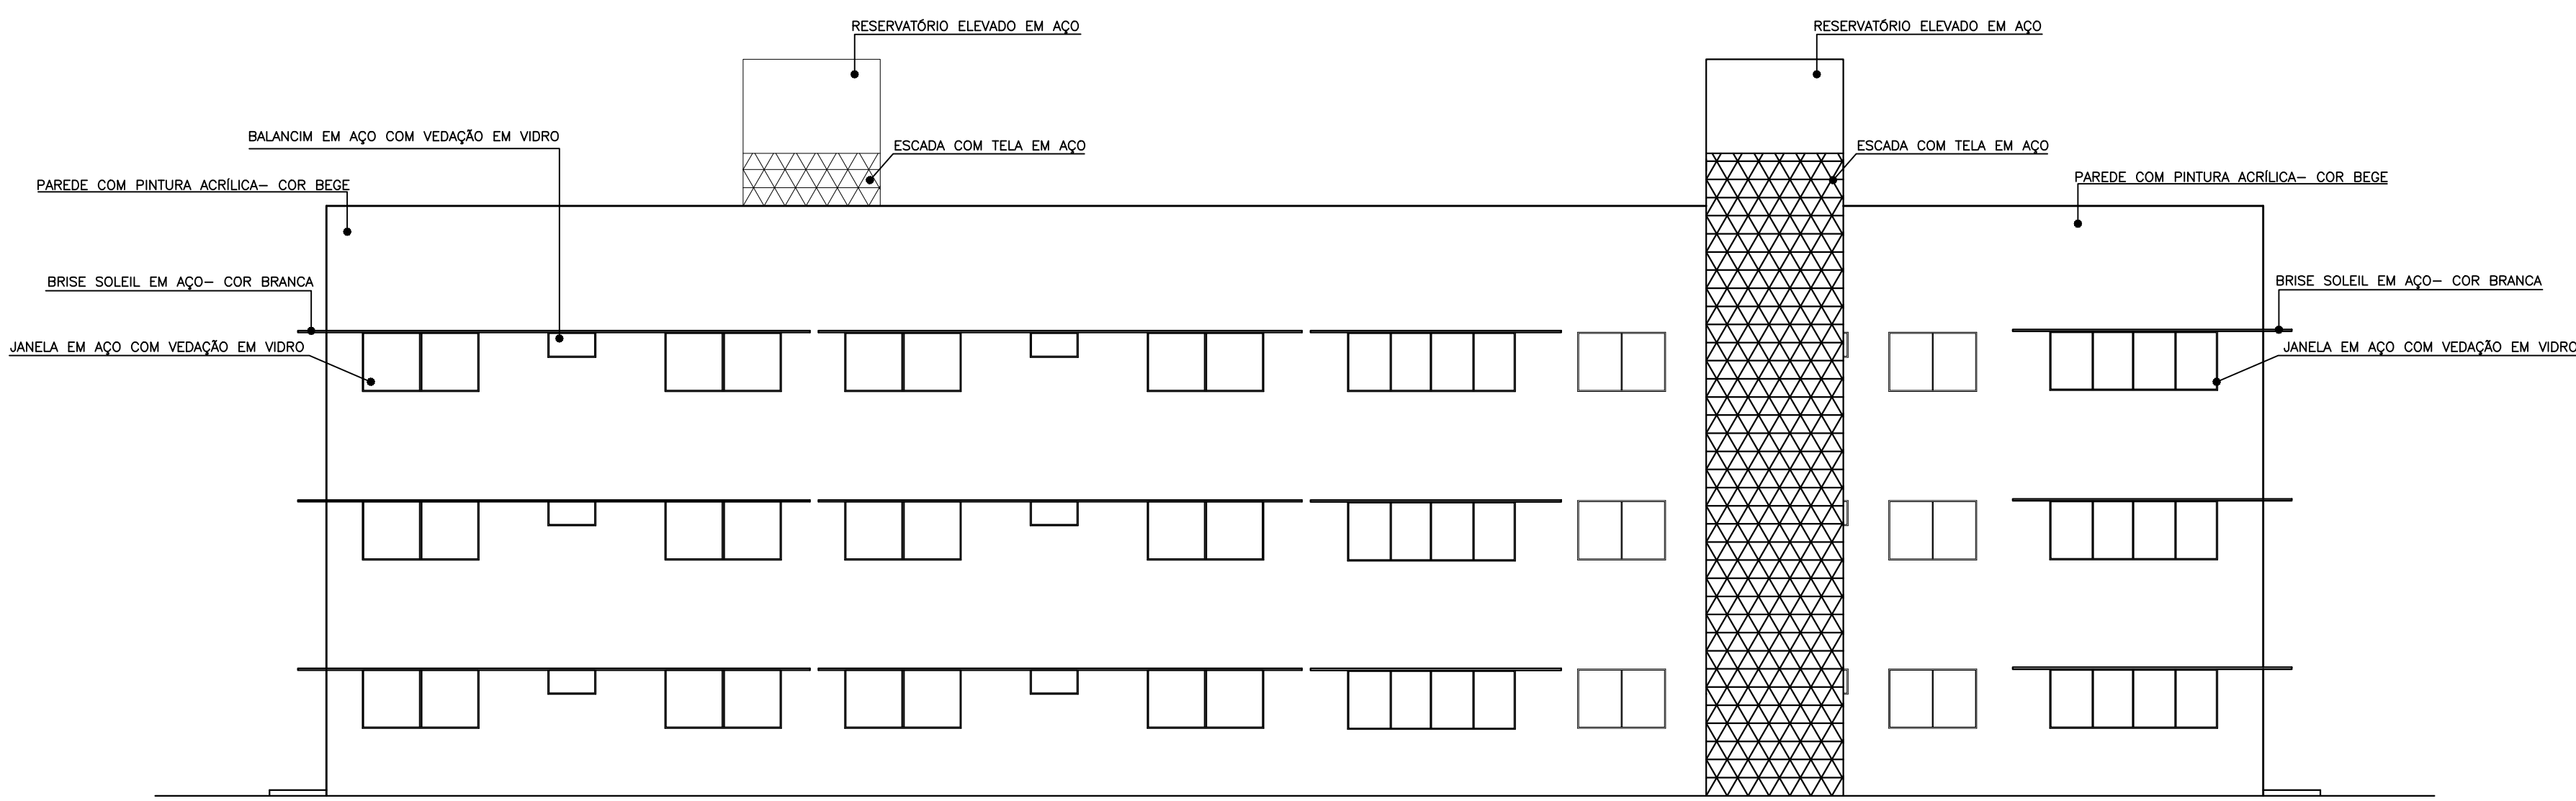 RESERVATÓRIO ELEVADO EM AÇO
RESERVATÓRIO ELEVADO EM AÇO
BALANCIM EM AÇO COM VEDAÇÃO EM VIDRO
ESCADA COM TELA EM AÇO
ESCADA COM TELA EM AÇO
PAREDE COM PINTURA ACRÍLICA– COR BEGE
PAREDE COM PINTURA ACRÍLICA– COR BEGE
BRISE SOLEIL EM AÇO– COR BRANCA
BRISE SOLEIL EM AÇO– COR BRANCA
JANELA EM AÇO COM VEDAÇÃO EM VIDRO
JANELA EM AÇO COM VEDAÇÃO EM VIDRO